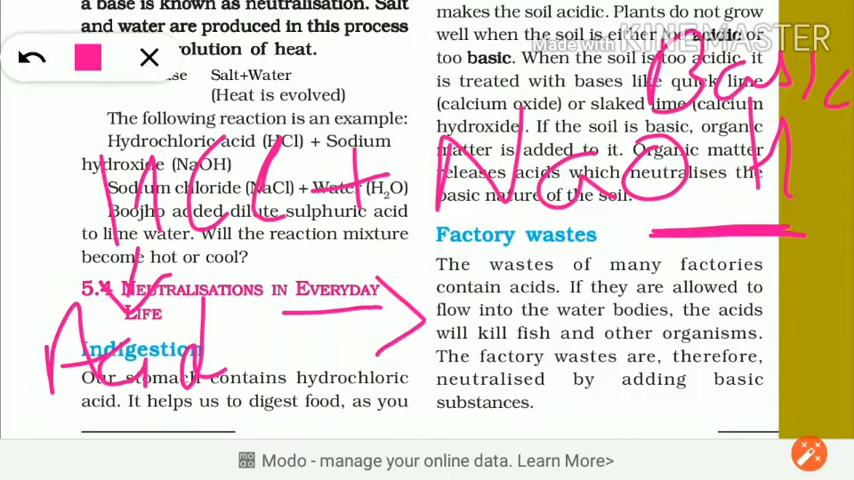 a base is known as neutralisation. Salt
and water are produced in this process
evolution of heat.
Salt+Water
(Heat is evolved)
The following reaction is an example:
Hydrochloric acid (HCl) + Sodium
hydroxide (NaOH)
Sodium chloride (NaCl) + Water (H₂O)
Boojho added dilute sulphuric acid
to lime water. Will the reaction mixture
become hot or cool?
5.4 NEUTRALISATIONS IN EVERYDAY
LIFE
Indigestion
Our stomach contains hydrochloric
acid. It helps us to digest food, as you
makes the soil acidic. Plants do not grow
well when the soil is either too acidic or
too basic. When the soil is too acidic, it
is treated with bases like quick lime
(calcium oxide) or slaked lime (calcium
hydroxide). If the soil is basic, organic
matter is added to it. Organic matter
releases acids which neutralises the
basic nature of the soil.
Factory wastes
The wastes of many factories
contain acids. If they are allowed to
flow into the water bodies, the acids
will kill fish and other organisms.
The factory wastes are, therefore,
neutralised by adding basic
substances.
Made with KINEMASTER
Basic
HCl + NaOH
Acid
Modo - manage your online data. Learn More>